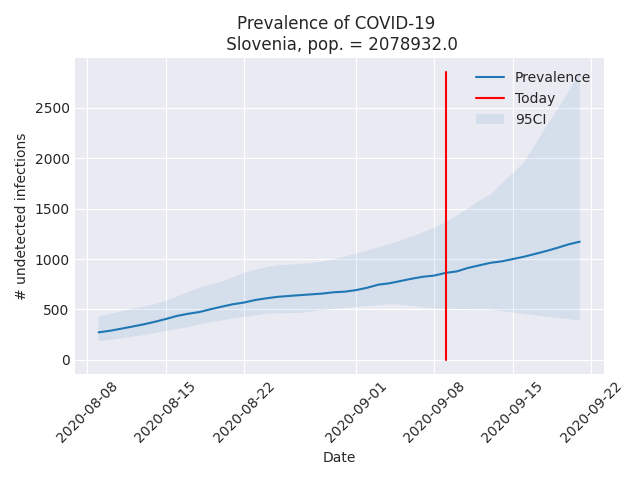 Prevalence of COVID-19
Slovenia, pop. = 2078932.0
Prevalence
Today
95CI
# undetected infections
2500
2000
1500
1000
500
0
2020-08-08
2020-08-15
2020-08-22
2020-09-01
2020-09-08
2020-09-15
2020-09-22
Date